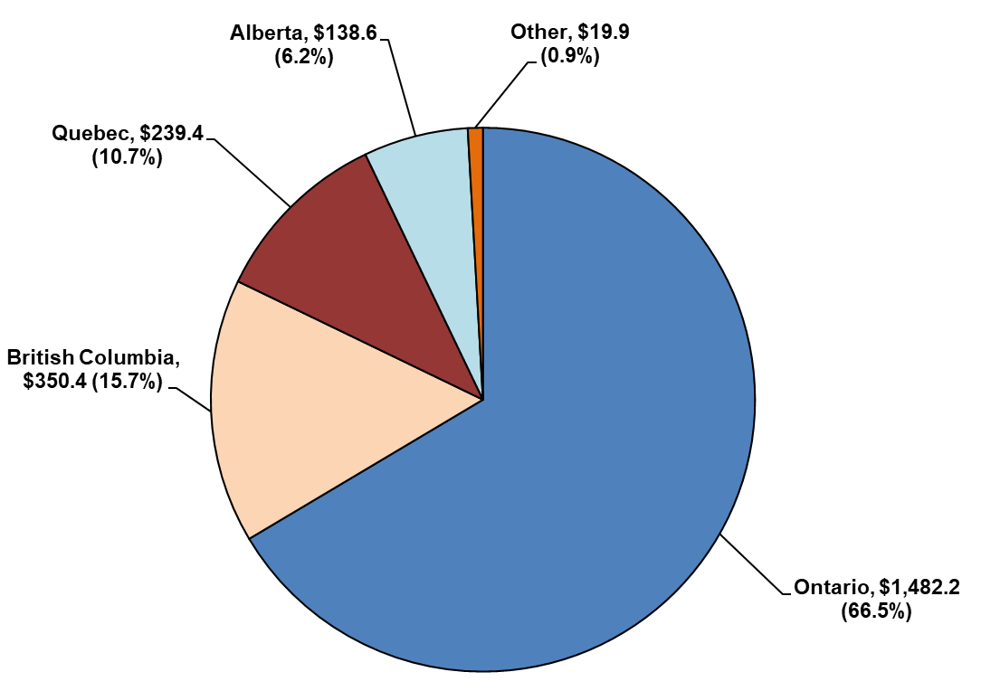 Alberta, $138.6
(6.2%)
Other, $19.9
(0.9%)
Quebec, $239.4
(10.7%)
British Columbia,
$350.4 (15.7%)
Ontario, $1,482.2
(66.5%)